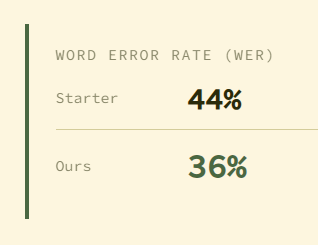 WORD ERROR RATE (WER)
Starter 44%
Ours 36%